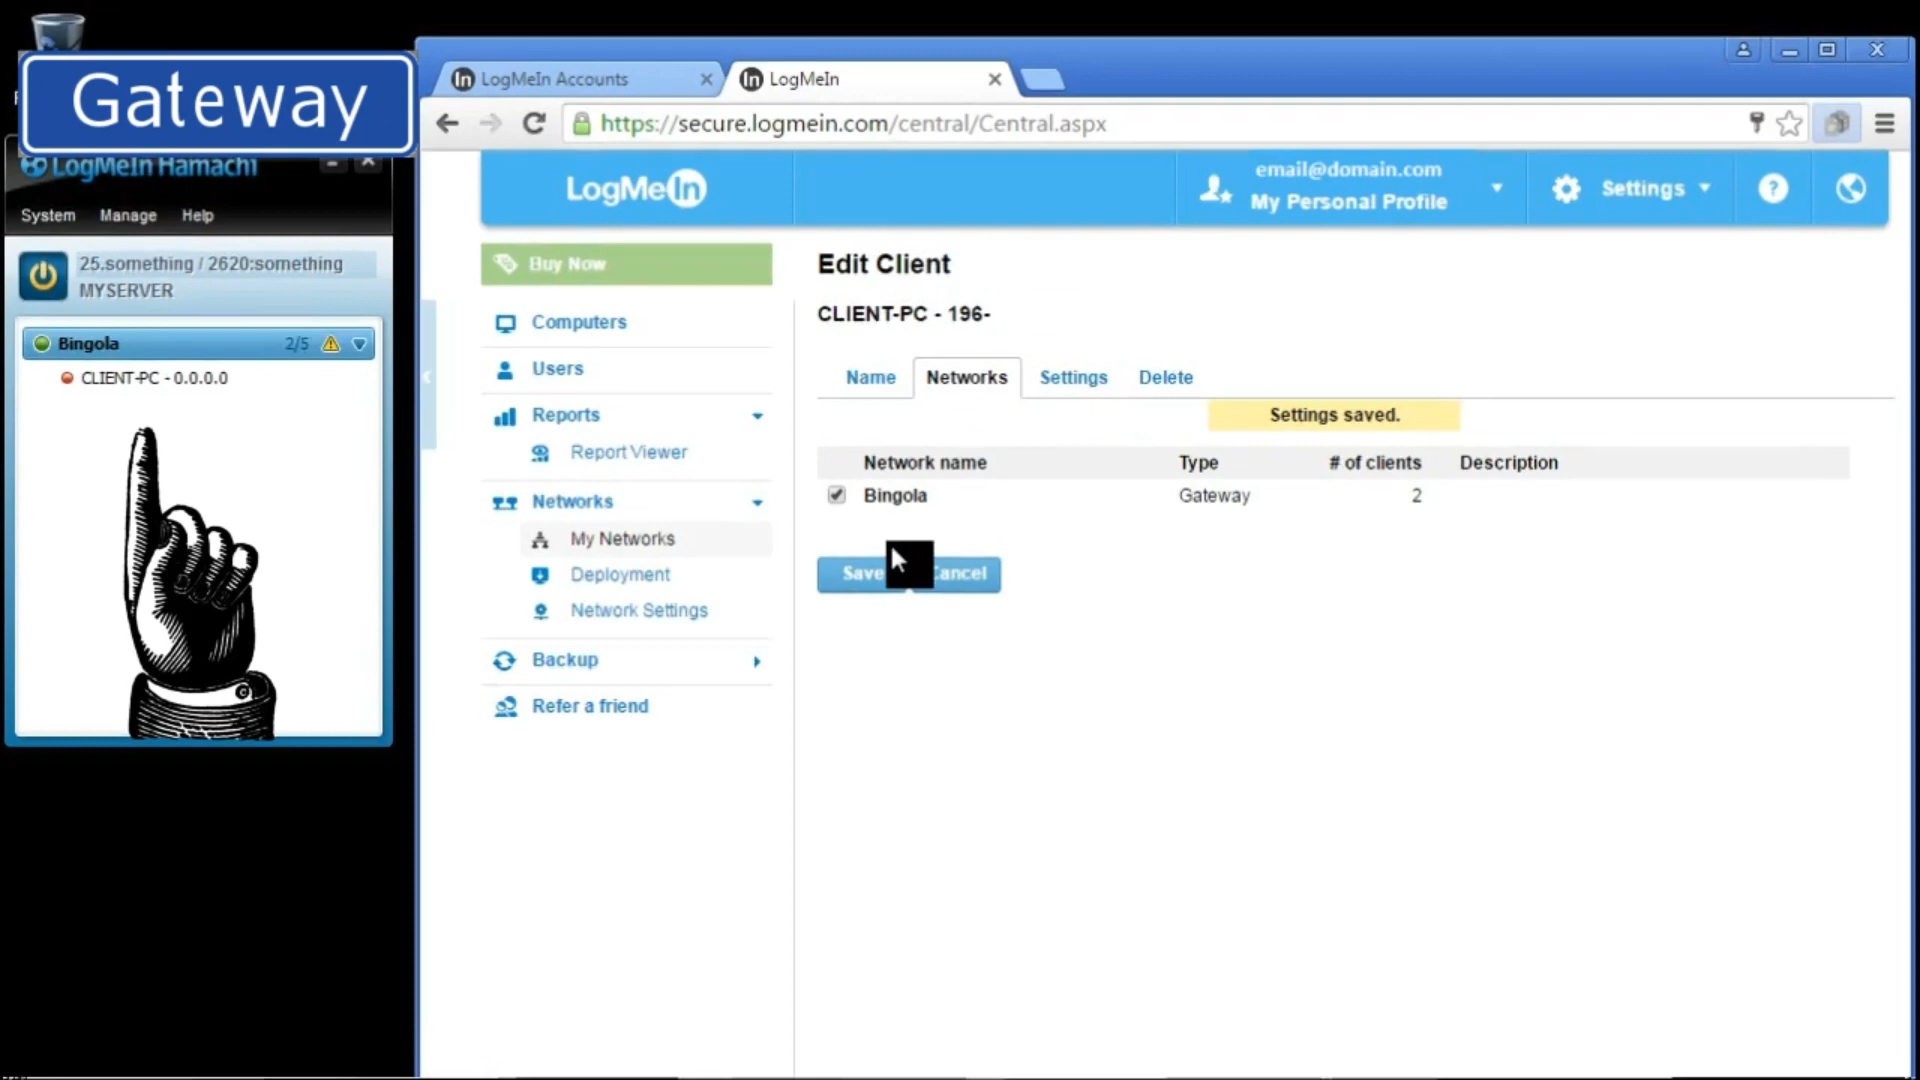 Gateway
LogMeIn Hamachi
System Manage Help
25.something / 2620:something
MYSERVER
Bingola 2/5
CLIENT-PC - 0.0.0.0
LogMeIn Accounts
LogMeIn
https://secure.logmein.com/central/Central.aspx
LogMeIn
email@domain.com
My Personal Profile
Settings
?
Buy Now
Computers
Users
Reports
Report Viewer
Networks
My Networks
Deployment
Network Settings
Backup
Refer a friend
Edit Client
CLIENT-PC - 196-
Name Networks Settings Delete
Settings saved.
Network name Type # of clients Description
Bingola Gateway 2
Save